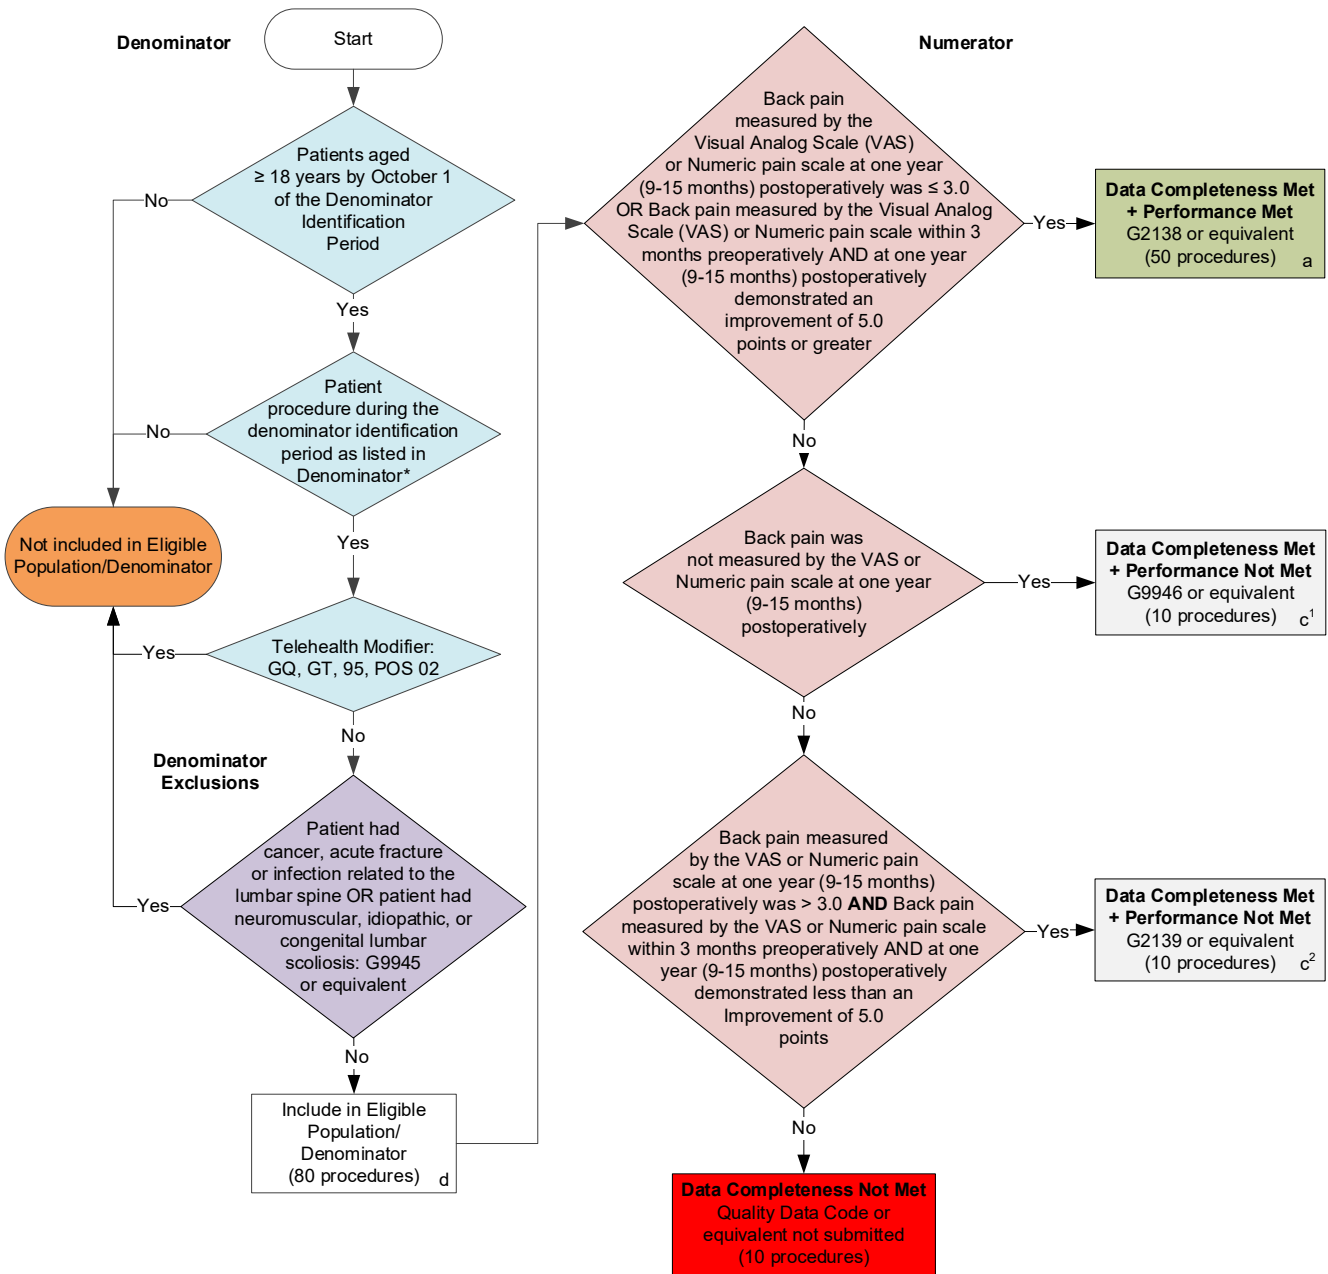 Denominator
Start
Patients aged
≥ 18 years by October 1
of the Denominator
Identification
Period
No
Yes
Patient
procedure during the
denominator identification
period as listed in
Denominator*
No
Yes
Not included in Eligible
Population/Denominator
Telehealth Modifier:
GQ, GT, 95, POS 02
Yes
No
Denominator
Exclusions
Patient had
cancer, acute fracture
or infection related to the
lumbar spine OR patient had
neuromuscular, idiopathic, or
congenital lumbar
scoliosis: G9945
or equivalent
Yes
No
Include in Eligible
Population/
Denominator
(80 procedures) d
Numerator
Back pain
measured by the
Visual Analog Scale (VAS)
or Numeric pain scale at one year
(9-15 months) postoperatively was ≤ 3.0
OR Back pain measured by the Visual Analog
Scale (VAS) or Numeric pain scale within 3
months preoperatively AND at one year
(9-15 months) postoperatively
demonstrated an
improvement of 5.0
points or greater
Yes
Data Completeness Met
+ Performance Met
G2138 or equivalent
(50 procedures) a
No
Back pain was
not measured by the VAS or
Numeric pain scale at one year
(9-15 months)
postoperatively
Yes
Data Completeness Met
+ Performance Not Met
G9946 or equivalent
(10 procedures) c¹
No
Back pain measured
by the VAS or Numeric pain
scale at one year (9-15 months)
postoperatively was > 3.0 AND Back pain
measured by the VAS or Numeric pain scale
within 3 months preoperatively AND at one
year (9-15 months) postoperatively
demonstrated less than an
Improvement of 5.0
points
Yes
Data Completeness Met
+ Performance Not Met
G2139 or equivalent
(10 procedures) c²
No
Data Completeness Not Met
Quality Data Code or
equivalent not submitted
(10 procedures)